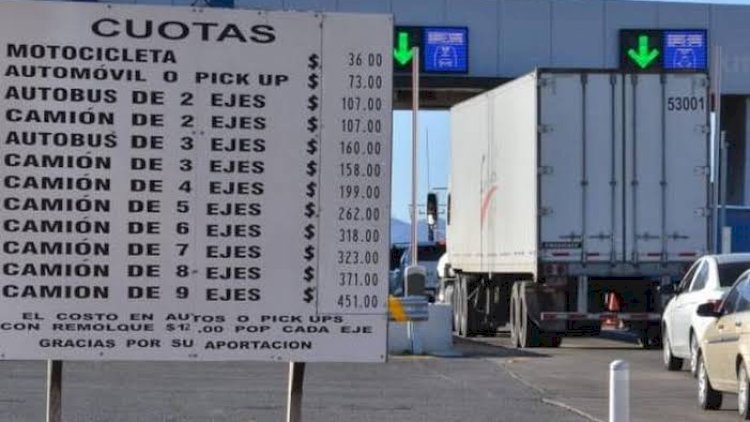 CUOTAS
MOTOCICLETA $ 36.00
AUTOMÓVIL O PICK UP $ 73.00
AUTOBUS DE 2 EJES $ 107.00
CAMIÓN DE 2 EJES $ 107.00
AUTOBUS DE 3 EJES $ 160.00
CAMIÓN DE 3 EJES $ 158.00
CAMIÓN DE 4 EJES $ 199.00
CAMIÓN DE 5 EJES $ 262.00
CAMIÓN DE 6 EJES $ 318.00
CAMIÓN DE 7 EJES $ 323.00
CAMIÓN DE 8 EJES $ 371.00
CAMIÓN DE 9 EJES $ 451.00
EL COSTO EN AUTOS O PICK UPS
CON REMOLQUE $12.00 POP CADA EJE
GRACIAS POR SU APORTACION
53001